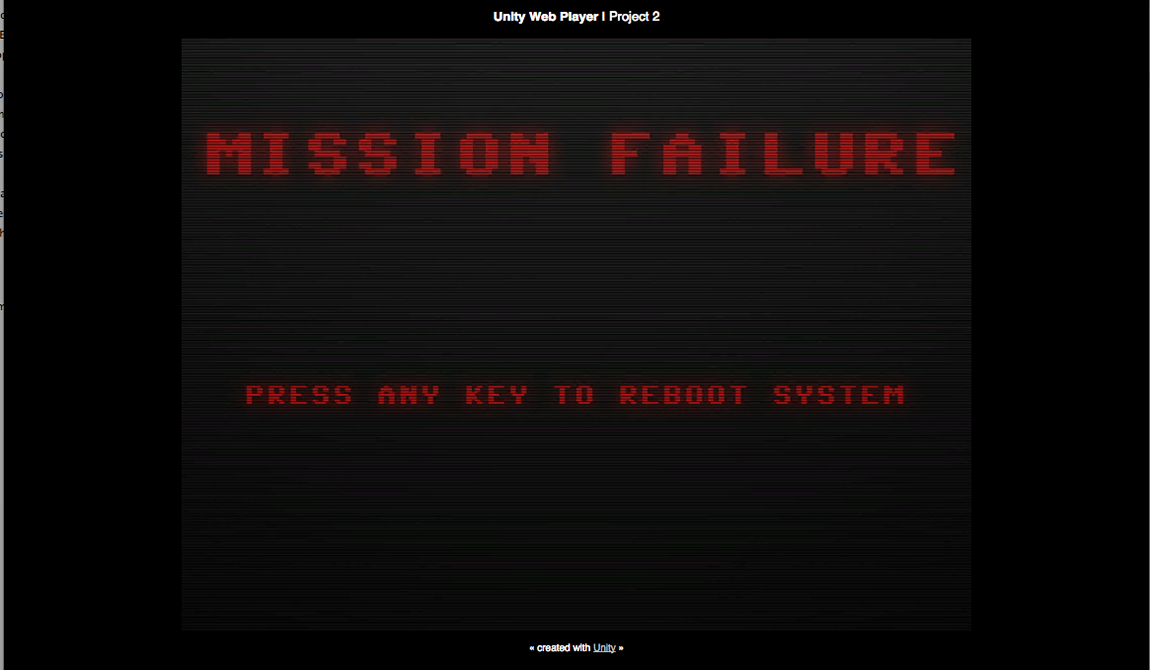 Unity Web Player | Project 2
MISSION FAILURE
PRESS ANY KEY TO REBOOT SYSTEM
« created with Unity »